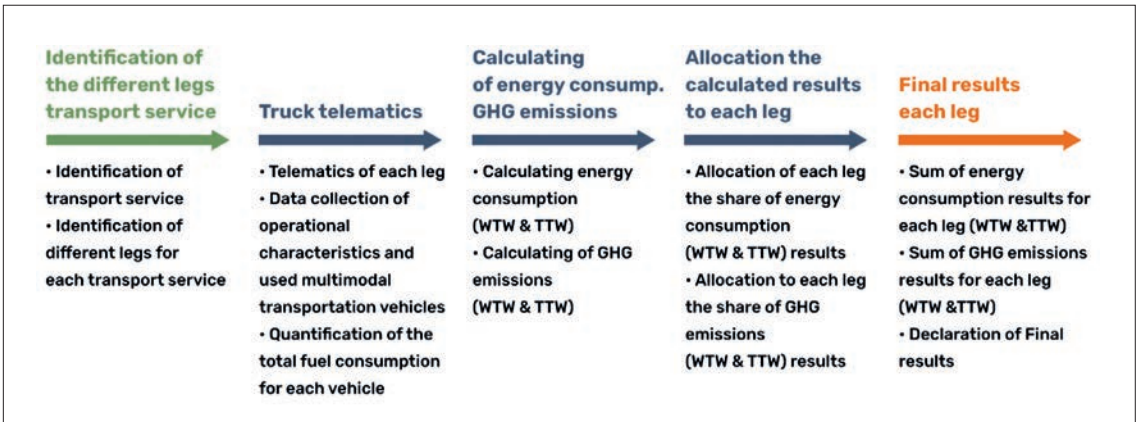 Identification of
the different legs
transport service
• Identification of
transport service
• Identification of
different legs for
each transport service
Truck telematics
• Telematics of each leg
• Data collection of
operational
characteristics and
used multimodal
transportation vehicles
• Quantification of the
total fuel consumption
for each vehicle
Calculating
of energy consump.
GHG emissions
• Calculating energy
consumption
(WTW & TTW)
• Calculating of GHG
emissions
(WTW & TTW)
Allocation the
calculated results
to each leg
• Allocation of each leg
the share of energy
consumption
(WTW & TTW) results
• Allocation to each leg
the share of GHG
emissions
(WTW & TTW) results
Final results
each leg
• Sum of energy
consumption results for
each leg (WTW &TTW)
• Sum of GHG emissions
results for each leg
(WTW &TTW)
• Declaration of Final
results